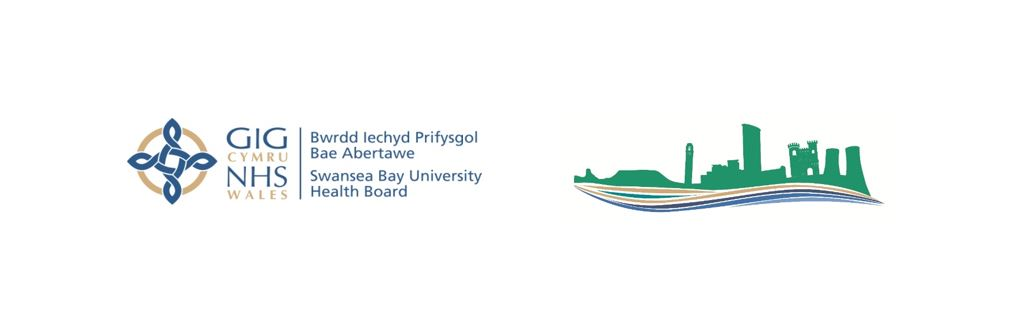 GIG
CYMRU
NHS
WALES
Bwrdd Iechyd Prifysgol
Bae Abertawe
Swansea Bay University
Health Board